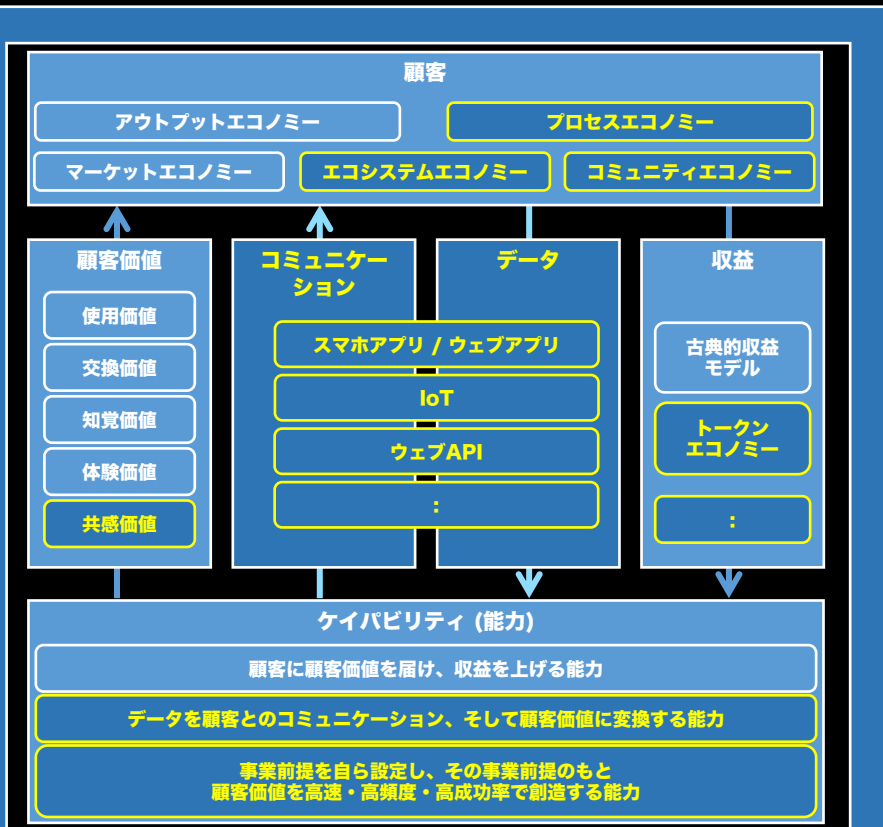 顧客
アウトプットエコノミー
プロセスエコノミー
マーケットエコノミー
エコシステムエコノミー
コミュニティエコノミー
顧客価値
使用価値
交換価値
知覚価値
体験価値
共感価値
コミュニケー
ション
データ
スマホアプリ / ウェブアプリ
IoT
ウェブAPI
:
収益
古典的収益
モデル
トークン
エコノミー
:
ケイパビリティ (能力)
顧客に顧客価値を届け、収益を上げる能力
データを顧客とのコミュニケーション、そして顧客価値に変換する能力
事業前提を自ら設定し、その事業前提のもと
顧客価値を高速・高頻度・高成功率で創造する能力